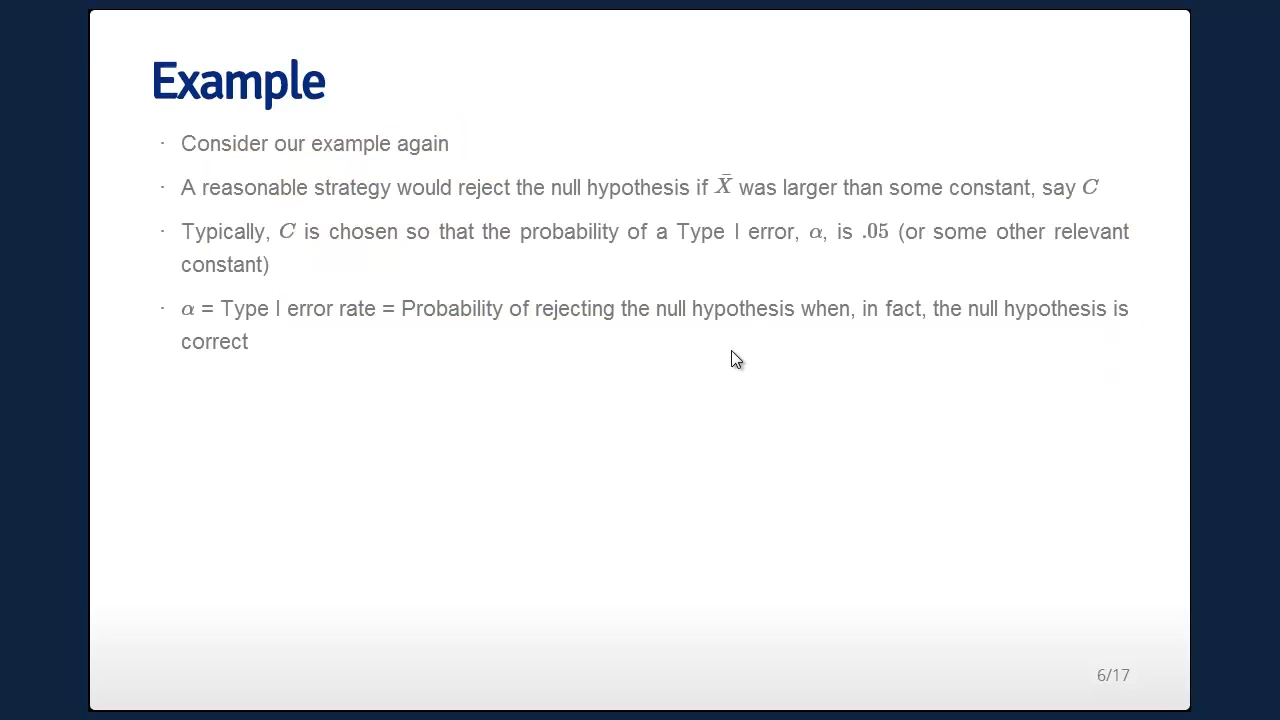 Example
· Consider our example again
· A reasonable strategy would reject the null hypothesis if X̄ was larger than some constant, say C
· Typically, C is chosen so that the probability of a Type I error, α, is .05 (or some other relevant
constant)
· α = Type I error rate = Probability of rejecting the null hypothesis when, in fact, the null hypothesis is
correct
6/17